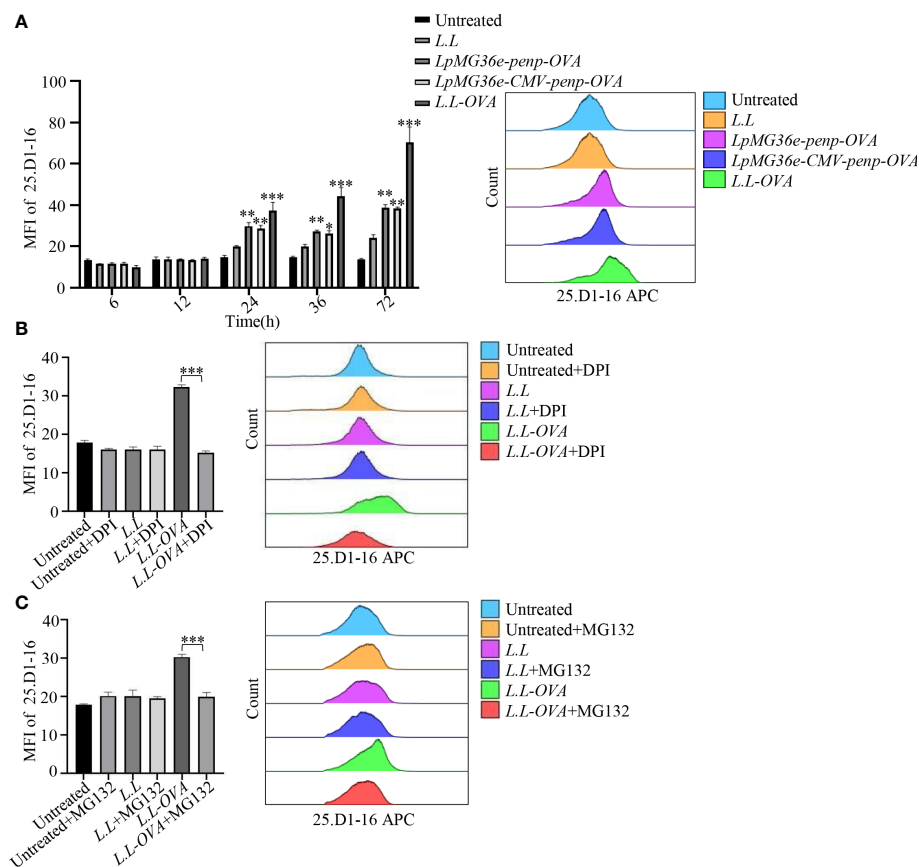 A
Untreated
L.L
LpMG36e-penp-OVA
LpMG36e-CMV-penp-OVA
L.L-OVA
MFI of 25.D1-16
100
80
60
40
20
0
** ** ***
** * ***
** ** ***
6 12 24 36 72
Time(h)
Count
25.D1-16 APC
Untreated
L.L
LpMG36e-penp-OVA
LpMG36e-CMV-penp-OVA
L.L-OVA
B
MFI of 25.D1-16
40
30
20
10
0
***
Untreated
Untreated+DPI
L.L
L.L+DPI
L.L-OVA
L.L-OVA+DPI
Count
25.D1-16 APC
Untreated
Untreated+DPI
L.L
L.L+DPI
L.L-OVA
L.L-OVA+DPI
C
MFI of 25.D1-16
40
30
20
10
0
***
Untreated
Untreated+MG132
L.L
L.L+MG132
L.L-OVA
L.L-OVA+MG132
Count
25.D1-16 APC
Untreated
Untreated+MG132
L.L
L.L+MG132
L.L-OVA
L.L-OVA+MG132